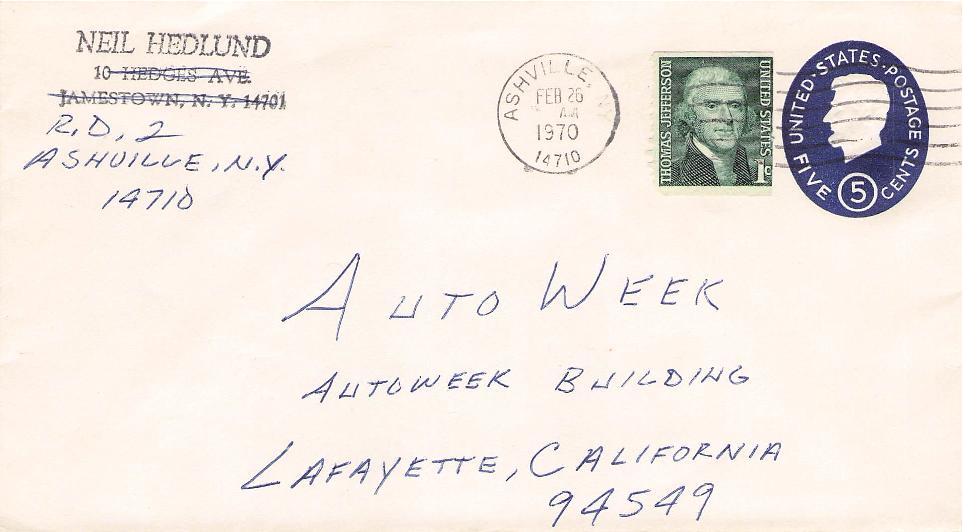 NEIL HEDLUND
10 HEDGES AVE.
JAMESTOWN, N. Y. 14701
R.D. 2
ASHVILLE, N.Y.
14710
ASHVILLE, NY
FEB 26
AM
1970
14710
THOMAS JEFFERSON
UNITED STATES
1c
UNITED·STATES·POSTAGE
FIVE 5 CENTS
AUTO WEEK
AUTOWEEK BUILDING
LAFAYETTE, CALIFORNIA
94549